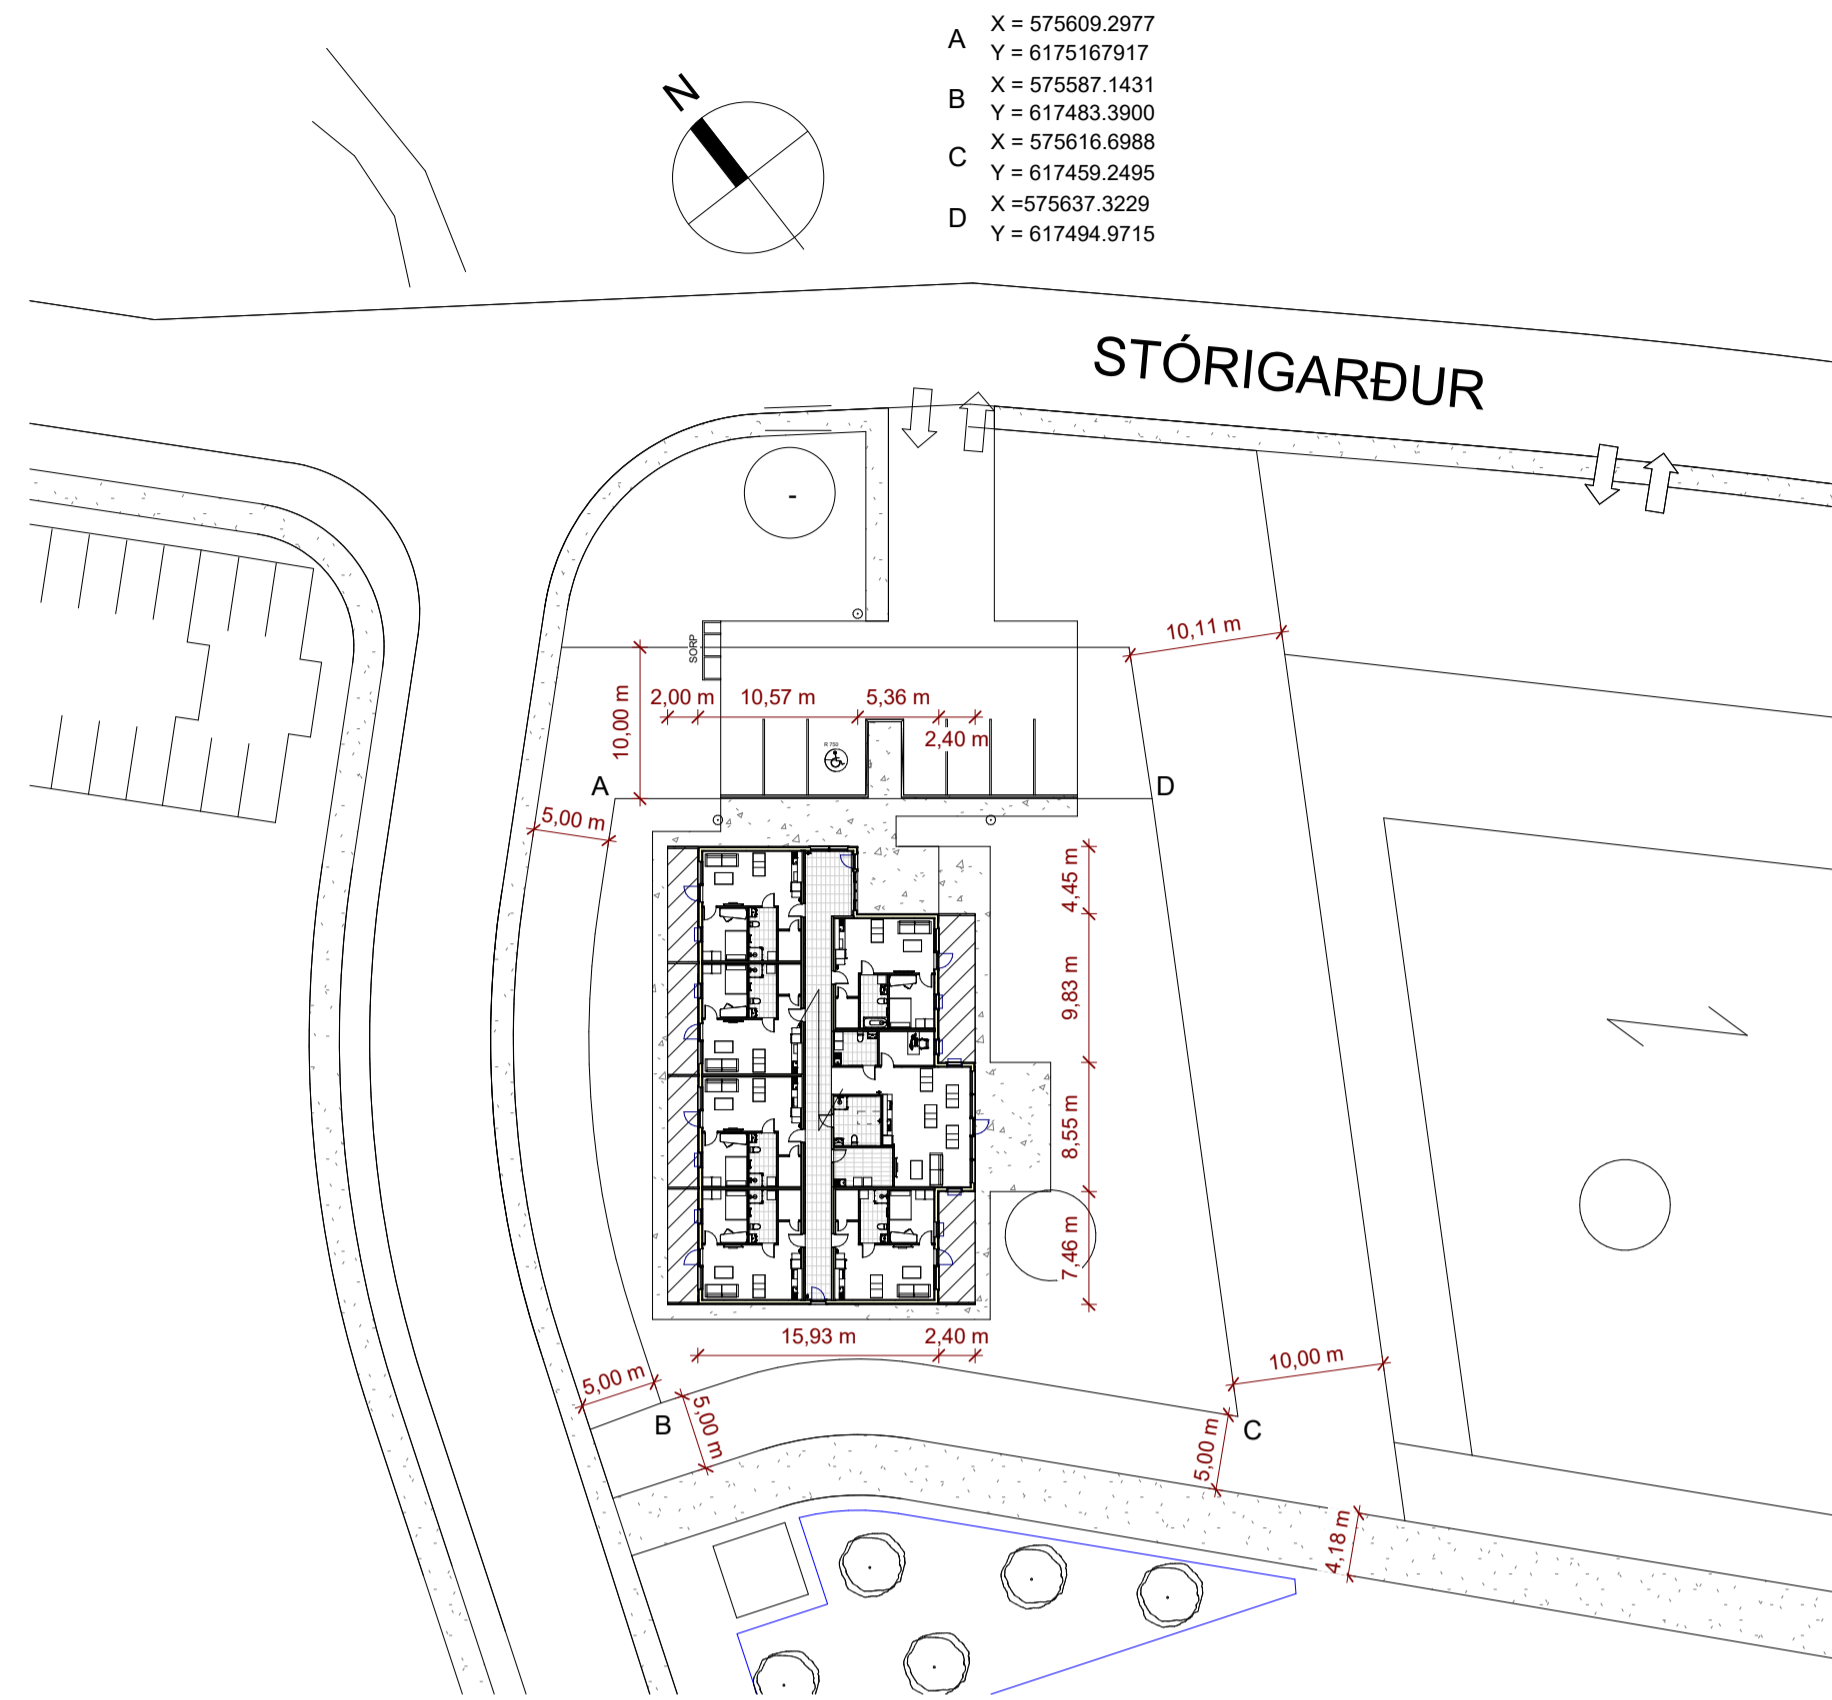 A
X = 575609.2977
Y = 6175167917
B
X = 575587.1431
Y = 617483.3900
C
X = 575616.6988
Y = 617459.2495
D
X =575637.3229
Y = 617494.9715
N
STÓRIGARÐUR
10,11 m
SORP
10,00 m
2,00 m
10,57 m
5,36 m
2,40 m
R 750
A
D
5,00 m
4,45 m
9,83 m
8,55 m
7,46 m
15,93 m
2,40 m
10,00 m
5,00 m
B
5,00 m
C
5,00 m
4,18 m